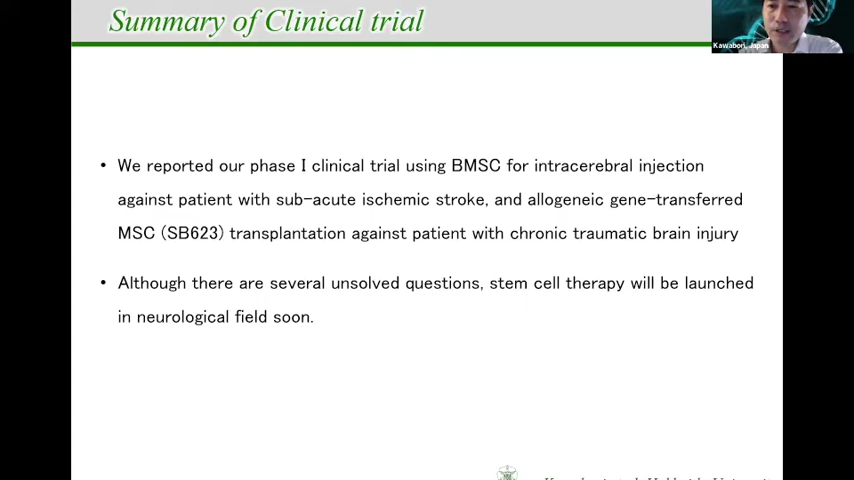 Summary of Clinical trial
Kawabori, Japan
• We reported our phase I clinical trial using BMSC for intracerebral injection
against patient with sub-acute ischemic stroke, and allogeneic gene-transferred
MSC (SB623) transplantation against patient with chronic traumatic brain injury
• Although there are several unsolved questions, stem cell therapy will be launched
in neurological field soon.